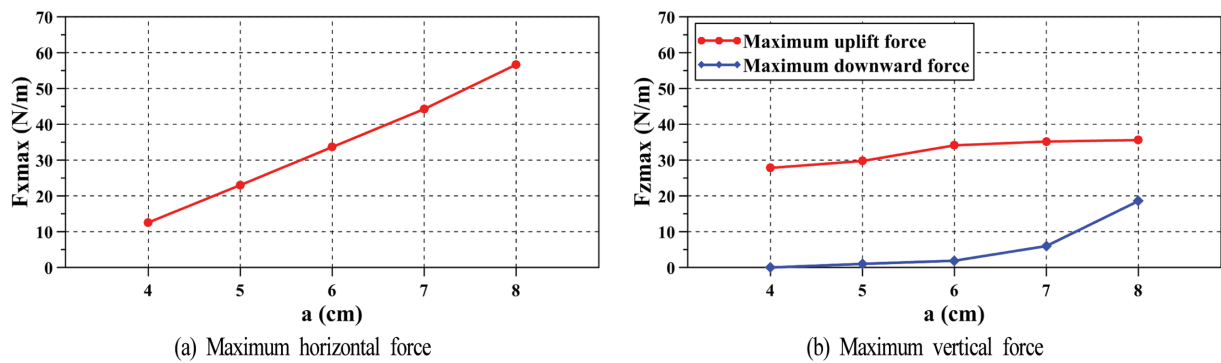 70
60
50
40
30
20
10
0
Fxmax (N/m)
4 5 6 7 8
a (cm)
(a) Maximum horizontal force
70
60
50
40
30
20
10
0
Fzmax (N/m)
Maximum uplift force
Maximum downward force
4 5 6 7 8
a (cm)
(b) Maximum vertical force